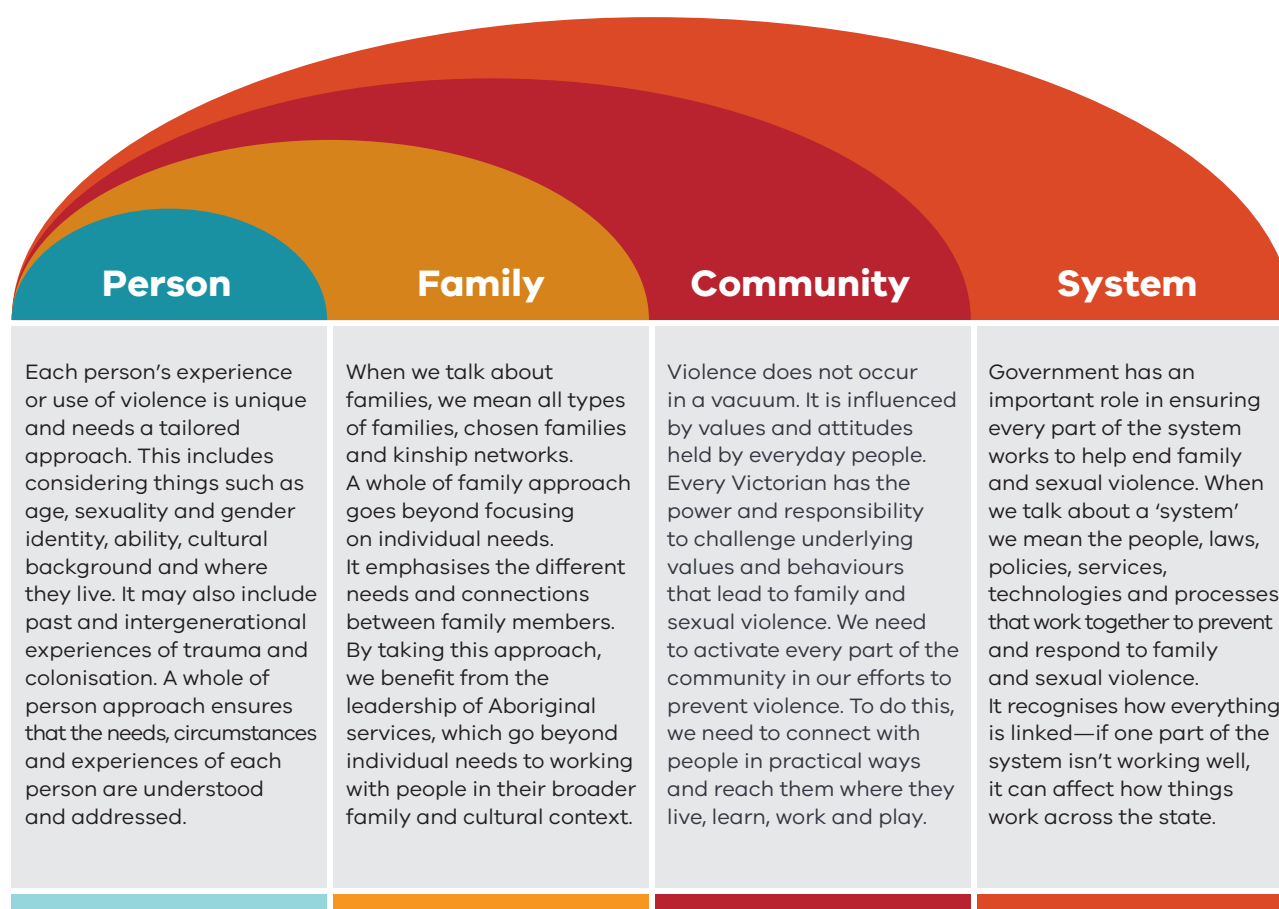 Person
Family
Community
System
Each person's experience
or use of violence is unique
and needs a tailored
approach. This includes
considering things such as
age, sexuality and gender
identity, ability, cultural
background and where
they live. It may also include
past and intergenerational
experiences of trauma and
colonisation. A whole of
person approach ensures
that the needs, circumstances
and experiences of each
person are understood
and addressed.
When we talk about
families, we mean all types
of families, chosen families
and kinship networks.
A whole of family approach
goes beyond focusing
on individual needs.
It emphasises the different
needs and connections
between family members.
By taking this approach,
we benefit from the
leadership of Aboriginal
services, which go beyond
individual needs to working
with people in their broader
family and cultural context.
Violence does not occur
in a vacuum. It is influenced
by values and attitudes
held by everyday people.
Every Victorian has the
power and responsibility
to challenge underlying
values and behaviours
that lead to family and
sexual violence. We need
to activate every part of the
community in our efforts to
prevent violence. To do this,
we need to connect with
people in practical ways
and reach them where they
live, learn, work and play.
Government has an
important role in ensuring
every part of the system
works to help end family
and sexual violence. When
we talk about a ‘system’
we mean the people, laws,
policies, services,
technologies and processes
that work together to prevent
and respond to family
and sexual violence.
It recognises how everything
is linked—if one part of the
system isn't working well,
it can affect how things
work across the state.